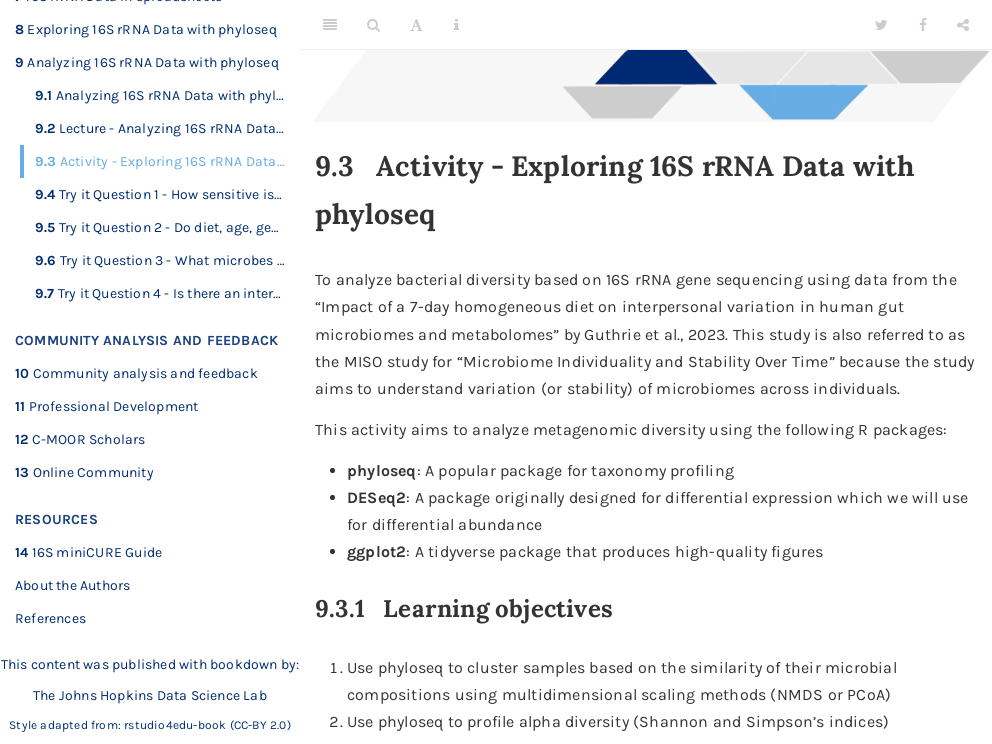 8 Exploring 16S rRNA Data with phyloseq
9 Analyzing 16S rRNA Data with phyloseq
9.1 Analyzing 16S rRNA Data with phyl…
9.2 Lecture - Analyzing 16S rRNA Data…
9.3 Activity - Exploring 16S rRNA Data…
9.4 Try it Question 1 - How sensitive is…
9.5 Try it Question 2 - Do diet, age, ge…
9.6 Try it Question 3 - What microbes …
9.7 Try it Question 4 - Is there an inter…
COMMUNITY ANALYSIS AND FEEDBACK
10 Community analysis and feedback
11 Professional Development
12 C-MOOR Scholars
13 Online Community
RESOURCES
14 16S miniCURE Guide
About the Authors
References
This content was published with bookdown by:
The Johns Hopkins Data Science Lab
Style adapted from: rstudio4edu-book (CC-BY 2.0)
9.3 Activity - Exploring 16S rRNA Data with
phyloseq
To analyze bacterial diversity based on 16S rRNA gene sequencing using data from the
“Impact of a 7-day homogeneous diet on interpersonal variation in human gut
microbiomes and metabolomes” by Guthrie et al., 2023. This study is also referred to as
the MISO study for “Microbiome Individuality and Stability Over Time” because the study
aims to understand variation (or stability) of microbiomes across individuals.
This activity aims to analyze metagenomic diversity using the following R packages:
• phyloseq: A popular package for taxonomy profiling
• DESeq2: A package originally designed for differential expression which we will use
for differential abundance
• ggplot2: A tidyverse package that produces high-quality figures
9.3.1 Learning objectives
1. Use phyloseq to cluster samples based on the similarity of their microbial
compositions using multidimensional scaling methods (NMDS or PCoA)
2. Use phyloseq to profile alpha diversity (Shannon and Simpson’s indices)